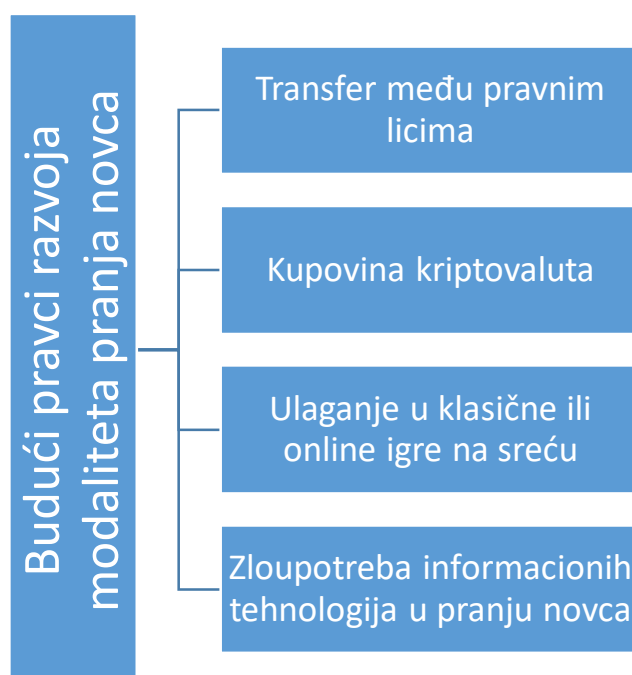 Budući pravci razvoja
modaliteta pranja novca
Transfer među pravnim
licima
Kupovina kriptovaluta
Ulaganje u klasične ili
online igre na sreću
Zloupotreba informacionih
tehnologija u pranju novca